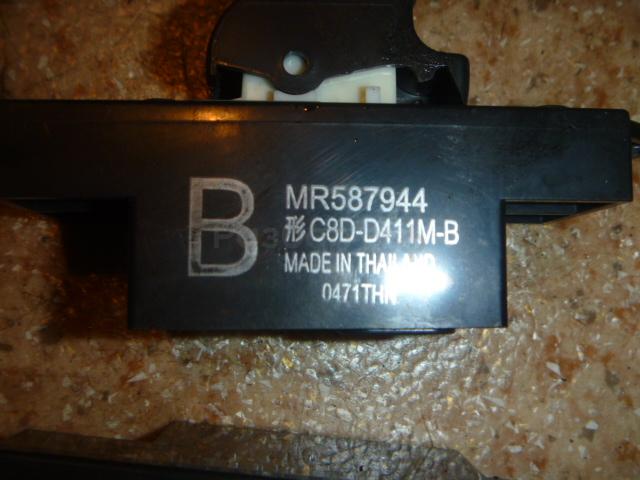 B
MR587944
形 C8D-D411M-B
MADE IN THAILAND
0471THN